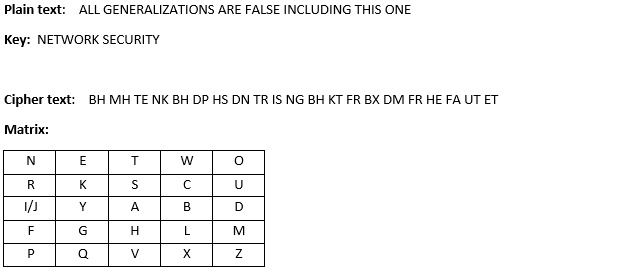 Plain text: ALL GENERALIZATIONS ARE FALSE INCLUDING THIS ONE
Key: NETWORK SECURITY
Cipher text: BH MH TE NK BH DP HS DN TR IS NG BH KT FR BX DM FR HE FA UT ET
Matrix:
N E T W O
R K S C U
I/J Y A B D
F G H L M
P Q V X Z